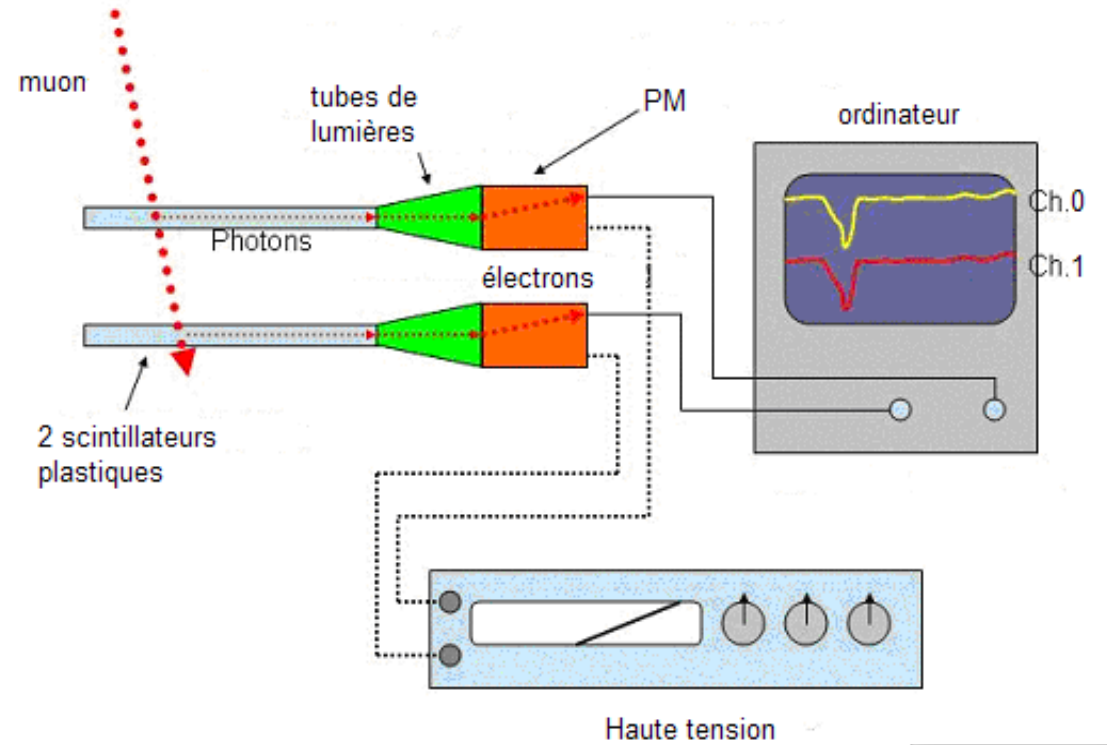 muon
tubes de
lumières
PM
ordinateur
Ch.0
Photons
Ch.1
électrons
2 scintillateurs
plastiques
Haute tension